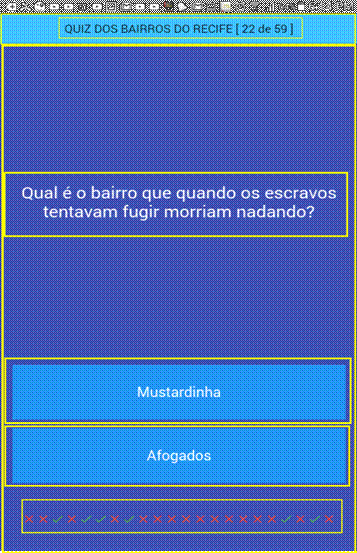 QUIZ DOS BAIRROS DO RECIFE [ 22 de 59 ]
Qual é o bairro que quando os escravos
tentavam fugir morriam nadando?
Mustardinha
Afogados